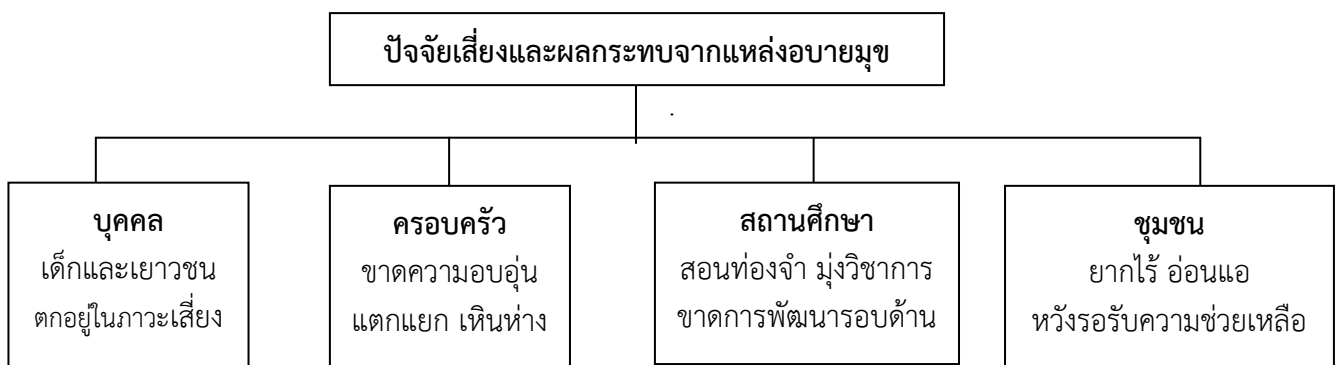 ปัจจัยเสี่ยงและผลกระทบจากแหล่งอบายมุข
บุคคล
เด็กและเยาวชน
ตกอยู่ในภาวะเสี่ยง
ครอบครัว
ขาดความอบอุ่น
แตกแยก เหินห่าง
สถานศึกษา
สอนท่องจำ มุ่งวิชาการ
ขาดการพัฒนารอบด้าน
ชุมชน
ยากไร้ อ่อนแอ
หวังรอรับความช่วยเหลือ